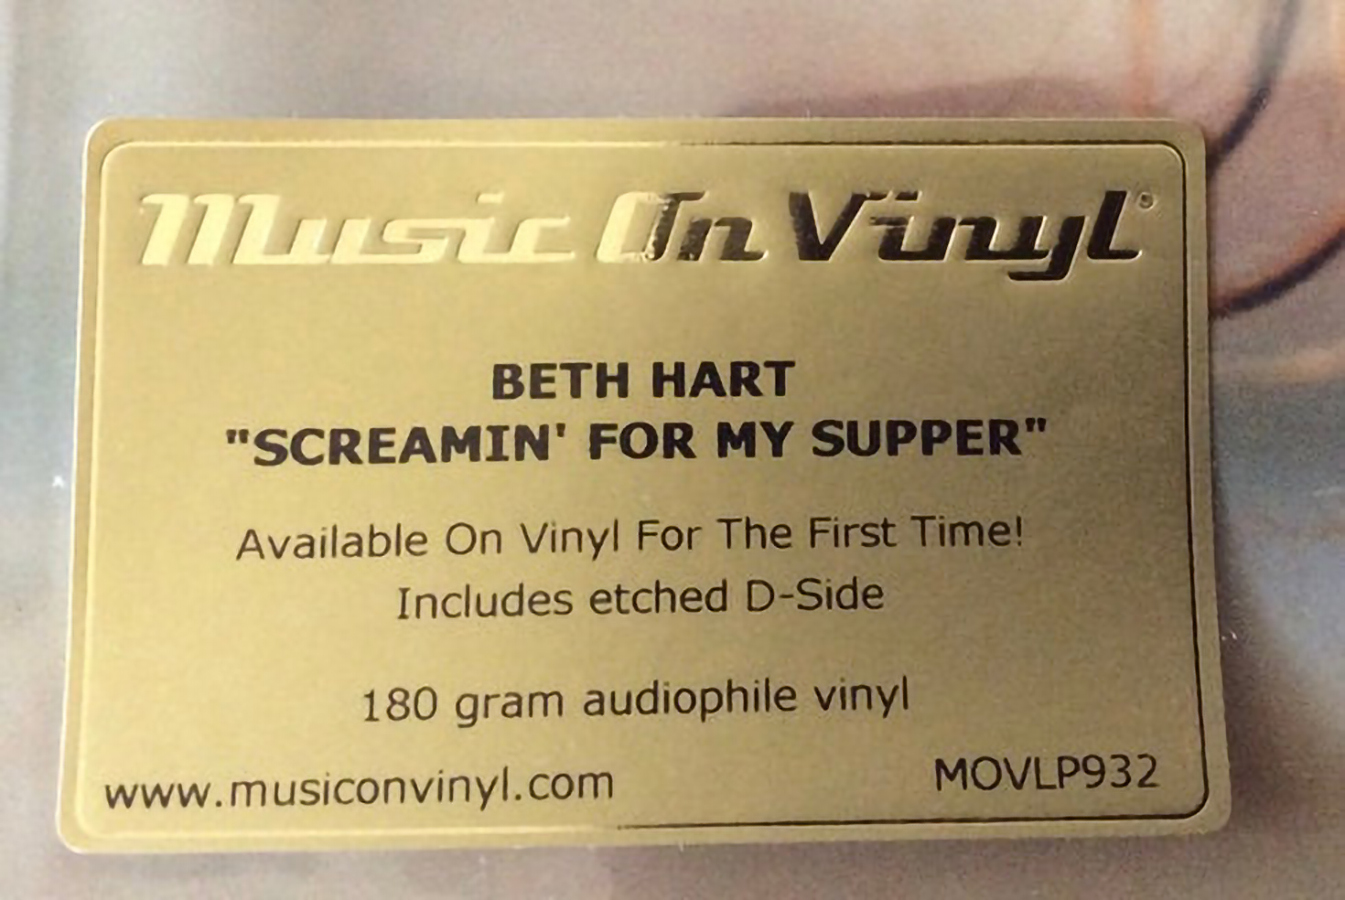 Music On Vinyl®
BETH HART
"SCREAMIN' FOR MY SUPPER"
Available On Vinyl For The First Time!
Includes etched D-Side
180 gram audiophile vinyl
www.musiconvinyl.com
MOVLP932